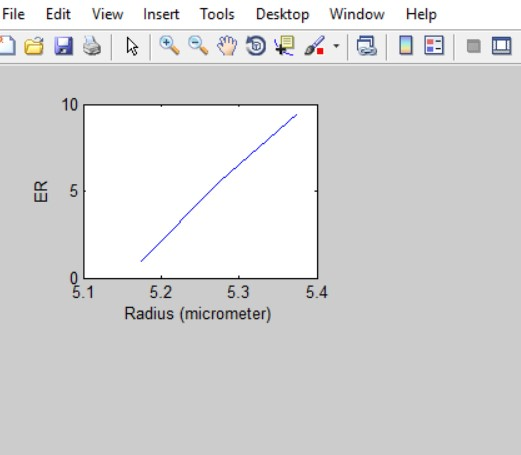 File Edit View Insert Tools Desktop Window Help
10
ER
5
0
5.1 5.2 5.3 5.4
Radius (micrometer)